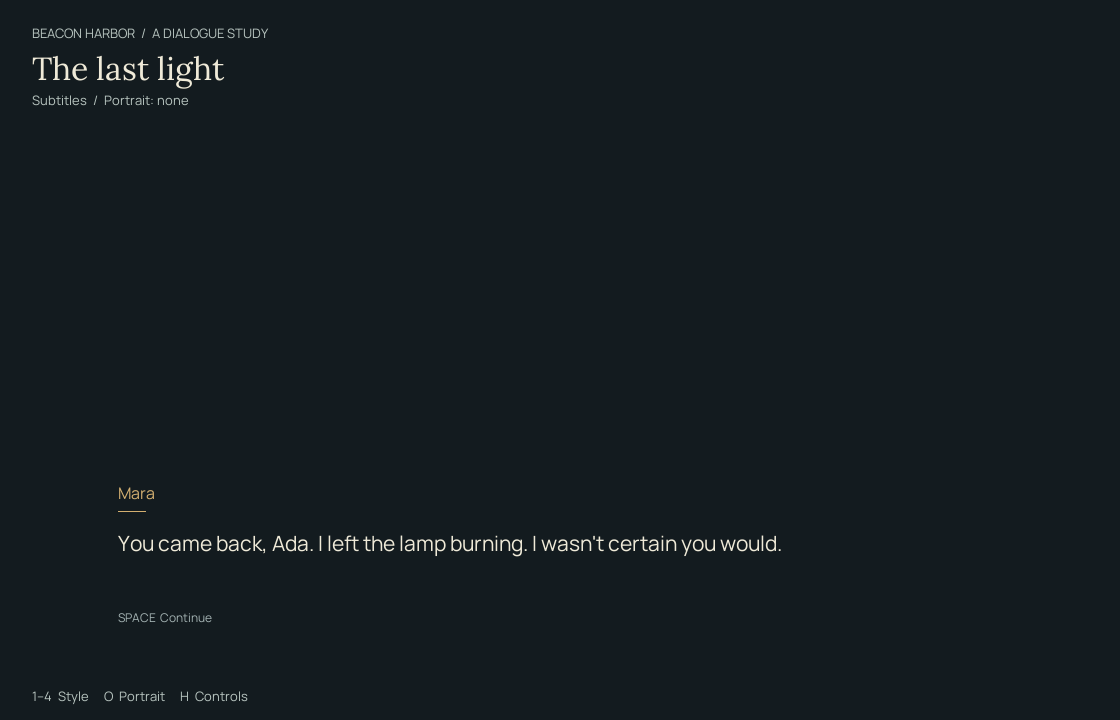 BEACON HARBOR / A DIALOGUE STUDY
The last light
Subtitles / Portrait: none
Mara
You came back, Ada. I left the lamp burning. I wasn't certain you would.
SPACE Continue
1–4 Style O Portrait H Controls